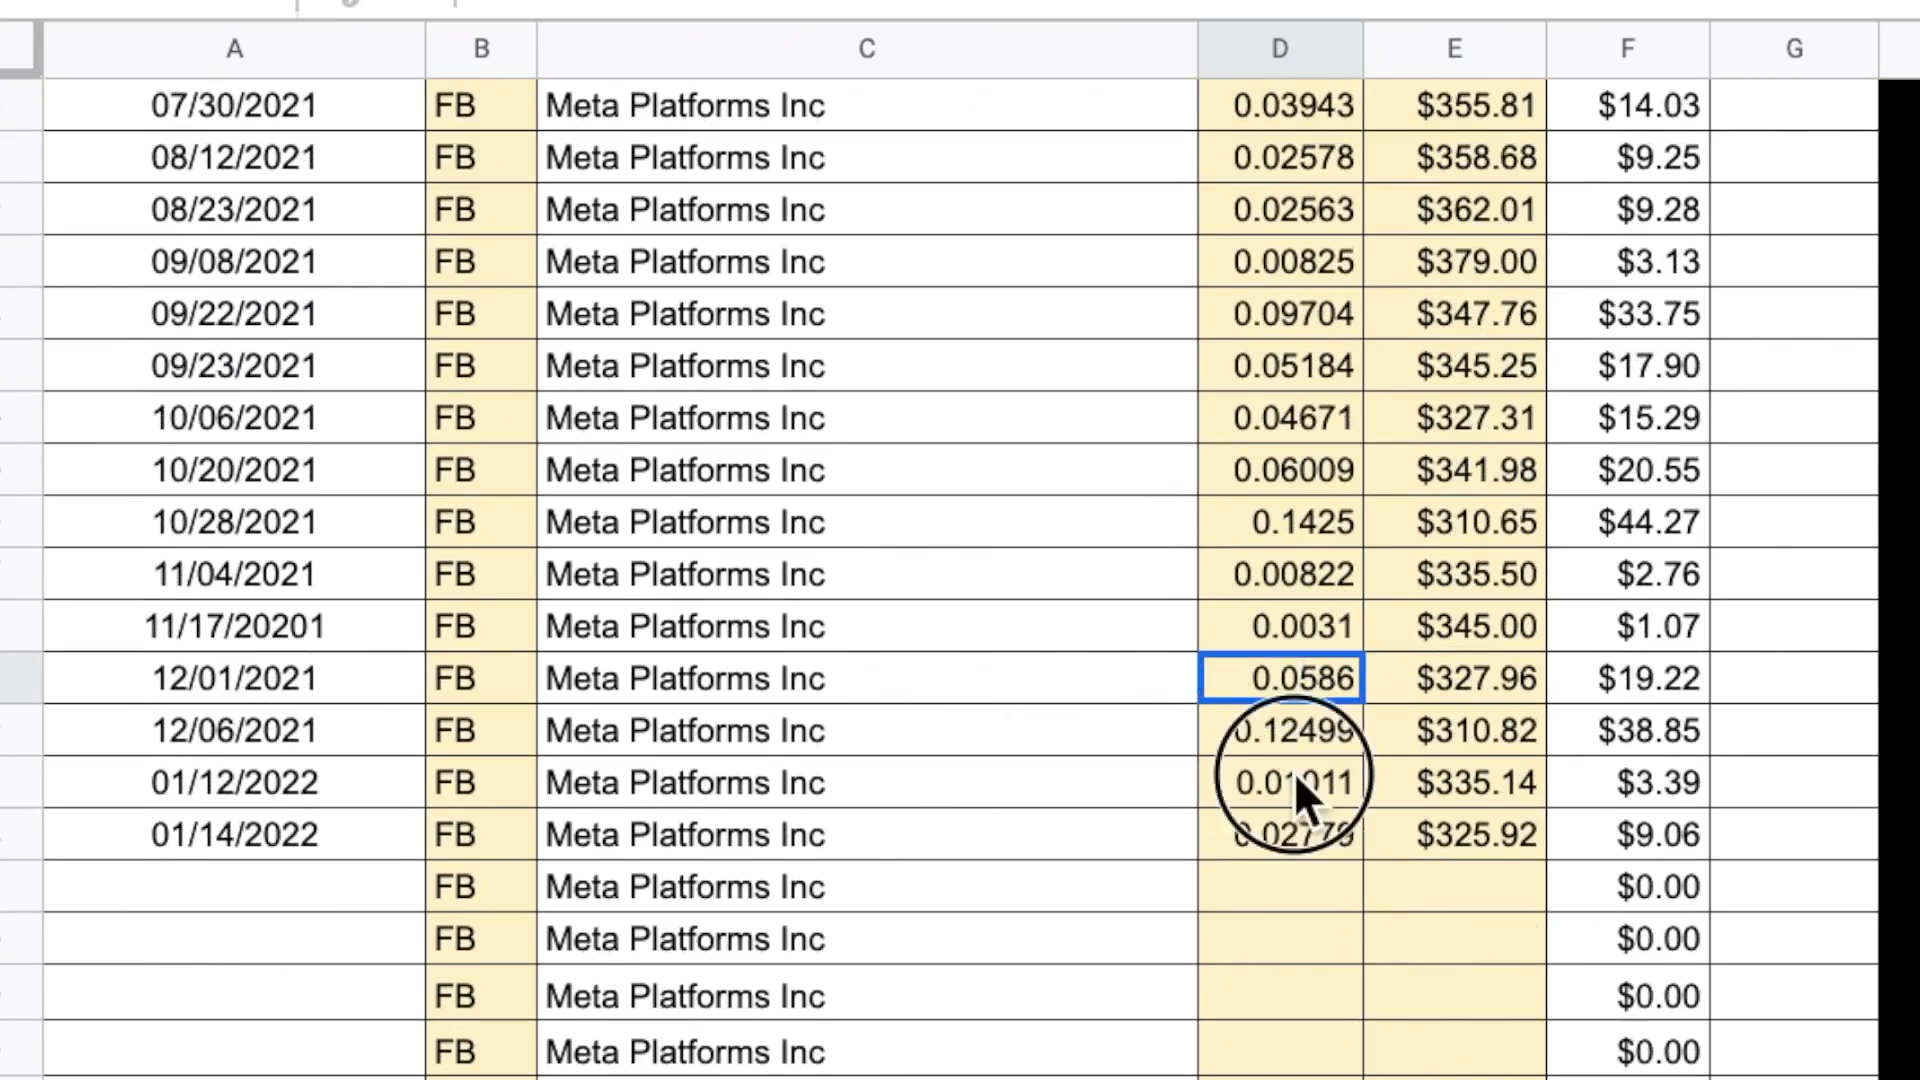 A B C D E F G
07/30/2021 FB Meta Platforms Inc 0.03943 $355.81 $14.03
08/12/2021 FB Meta Platforms Inc 0.02578 $358.68 $9.25
08/23/2021 FB Meta Platforms Inc 0.02563 $362.01 $9.28
09/08/2021 FB Meta Platforms Inc 0.00825 $379.00 $3.13
09/22/2021 FB Meta Platforms Inc 0.09704 $347.76 $33.75
09/23/2021 FB Meta Platforms Inc 0.05184 $345.25 $17.90
10/06/2021 FB Meta Platforms Inc 0.04671 $327.31 $15.29
10/20/2021 FB Meta Platforms Inc 0.06009 $341.98 $20.55
10/28/2021 FB Meta Platforms Inc 0.1425 $310.65 $44.27
11/04/2021 FB Meta Platforms Inc 0.00822 $335.50 $2.76
11/17/20201 FB Meta Platforms Inc 0.0031 $345.00 $1.07
12/01/2021 FB Meta Platforms Inc 0.0586 $327.96 $19.22
12/06/2021 FB Meta Platforms Inc 0.12499 $310.82 $38.85
01/12/2022 FB Meta Platforms Inc 0.01011 $335.14 $3.39
01/14/2022 FB Meta Platforms Inc 0.02779 $325.92 $9.06
FB Meta Platforms Inc $0.00
FB Meta Platforms Inc $0.00
FB Meta Platforms Inc $0.00
FB Meta Platforms Inc $0.00